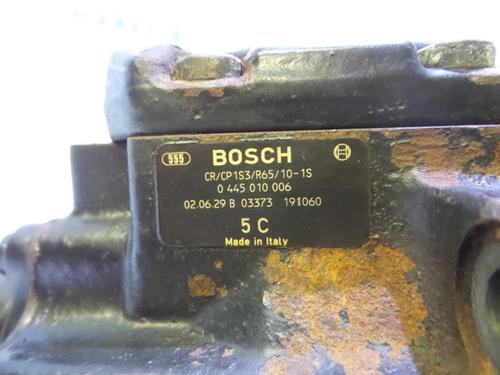 555 BOSCH
CR/CP1S3/R65/10-1S
0 445 010 006
02.06.29 B 03373 191060
5 C
Made in Italy